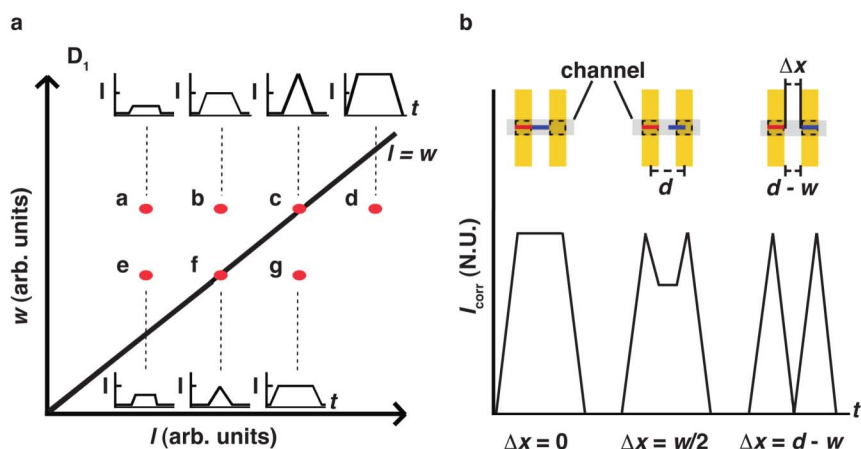 a
D1
I
I
I
I
t
l = w
a
b
c
d
e
f
g
w (arb. units)
I
I
I
t
l (arb. units)
b
channel
Δx
d
d - w
Icorr (N.U.)
t
Δx = 0
Δx = w/2
Δx = d - w